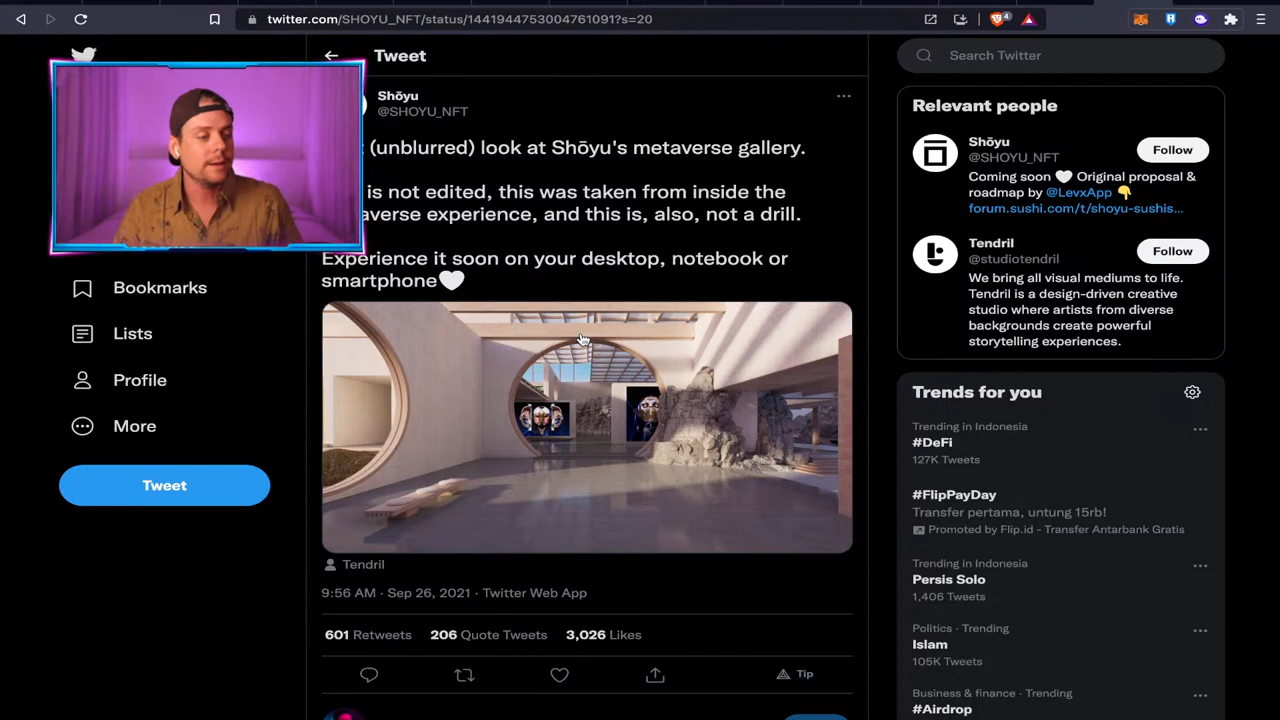 twitter.com/SHOYU_NFT/status/1441944753004761091?s=20
4
Tweet
Search Twitter
Shōyu
@SHOYU_NFT
(unblurred) look at Shōyu's metaverse gallery.
is not edited, this was taken from inside the
averse experience, and this is, also, not a drill.
Experience it soon on your desktop, notebook or
smartphone
Tendril
9:56 AM · Sep 26, 2021 · Twitter Web App
601 Retweets 206 Quote Tweets 3,026 Likes
Tip
Bookmarks
Lists
Profile
More
Tweet
Relevant people
Shōyu
@SHOYU_NFT
Follow
Coming soon 🤍 Original proposal &
roadmap by @LevxApp 👇
forum.sushi.com/t/shoyu-sushis...
Tendril
@studiotendril
Follow
We bring all visual mediums to life.
Tendril is a design-driven creative
studio where artists from diverse
backgrounds create powerful
storytelling experiences.
Trends for you
Trending in Indonesia
#DeFi
127K Tweets
#FlipPayDay
Transfer pertama, untung 15rb!
Promoted by Flip.id - Transfer Antarbank Gratis
Trending in Indonesia
Persis Solo
1,406 Tweets
Politics · Trending
Islam
105K Tweets
Business & finance · Trending
#Airdrop